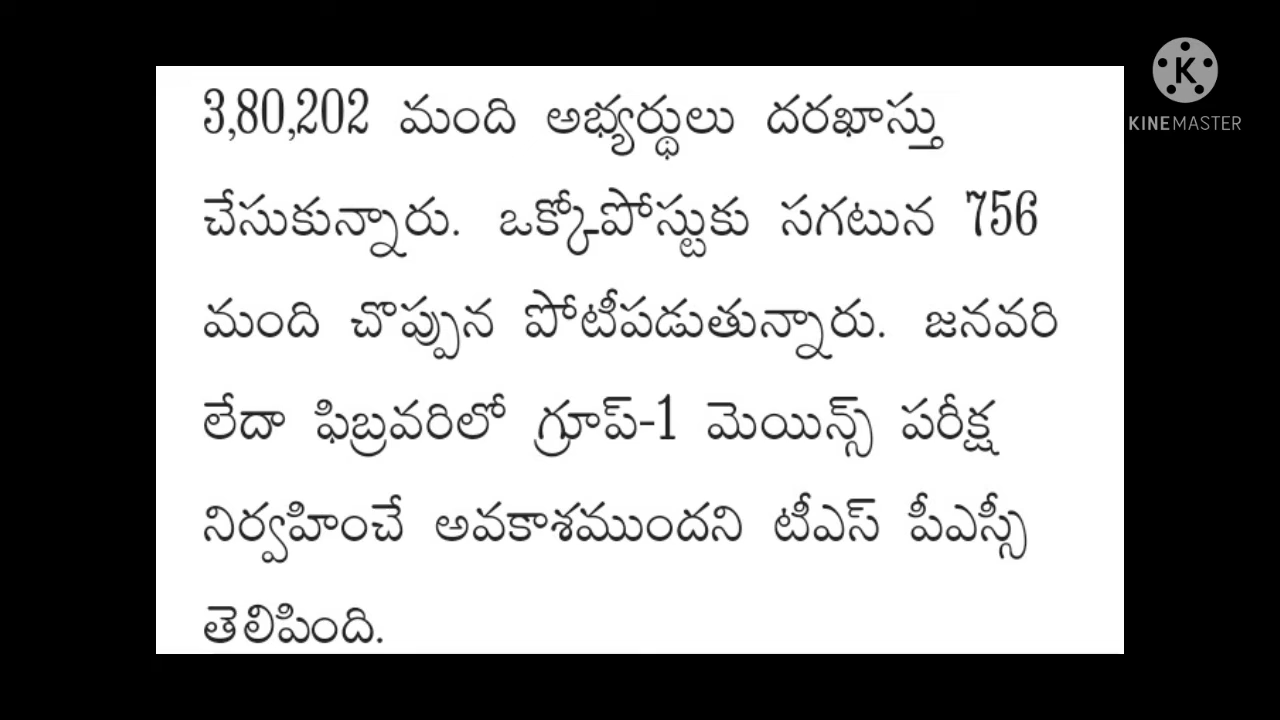 3,80,202 మంది అభ్యర్థులు దరఖాస్తు
చేసుకున్నారు. ఒక్కోపోస్టుకు సగటున 756
మంది చొప్పున పోటీపడుతున్నారు. జనవరి
లేదా ఫిబ్రవరిలో గ్రూప్-1 మెయిన్స్ పరీక్ష
నిర్వహించే అవకాశముందని టీఎస్ పీఎస్సీ
తెలిపింది.
K
KINEMASTER